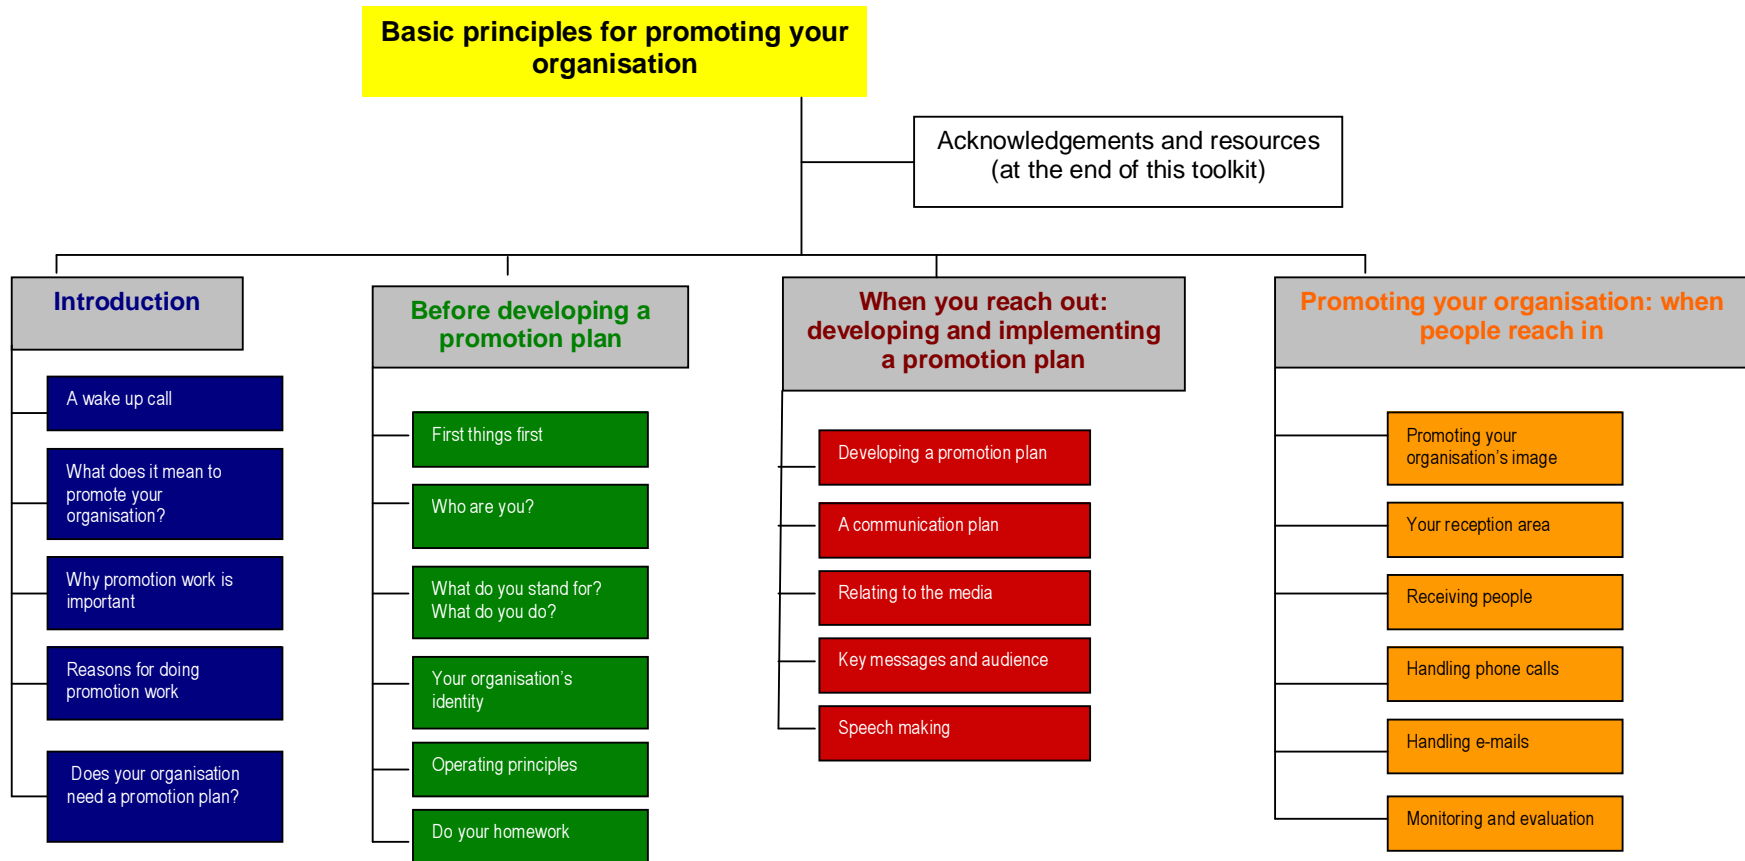 Basic principles for promoting your
organisation
Acknowledgements and resources
(at the end of this toolkit)
Introduction
A wake up call
What does it mean to
promote your
organisation?
Why promotion work is
important
Reasons for doing
promotion work
Does your organisation
need a promotion plan?
Before developing a
promotion plan
First things first
Who are you?
What do you stand for?
What do you do?
Your organisation's
identity
Operating principles
Do your homework
When you reach out:
developing and implementing
a promotion plan
Developing a promotion plan
A communication plan
Relating to the media
Key messages and audience
Speech making
Promoting your organisation: when
people reach in
Promoting your
organisation's image
Your reception area
Receiving people
Handling phone calls
Handling e-mails
Monitoring and evaluation